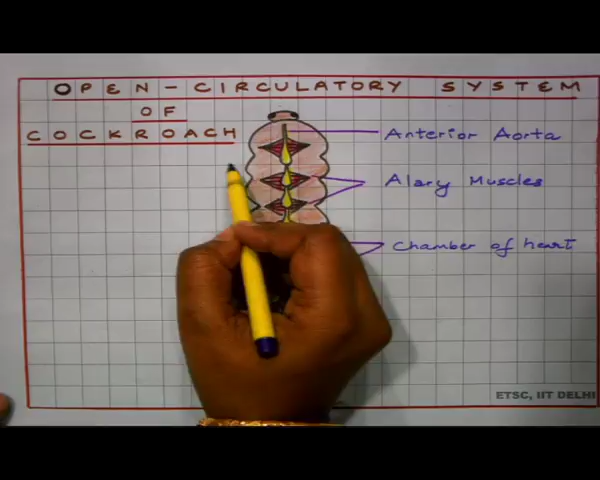 OPEN-CIRCULATORY SYSTEM
OF
COCKROACH
Anterior Aorta
Alary Muscles
Chamber of heart
ETSC, IIT DELHI